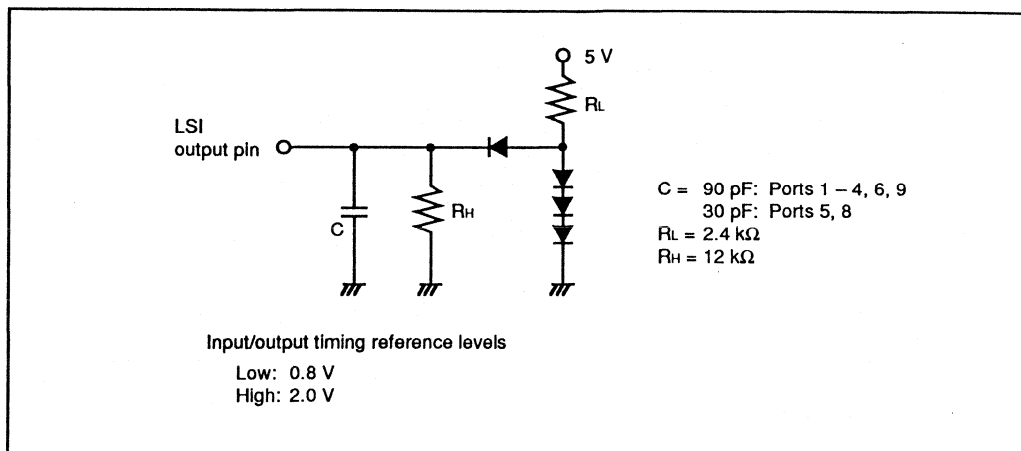 5 V
RL
LSI
output pin
C
RH
C = 90 pF: Ports 1 – 4, 6, 9
30 pF: Ports 5, 8
RL = 2.4 kΩ
RH = 12 kΩ
Input/output timing reference levels
Low: 0.8 V
High: 2.0 V